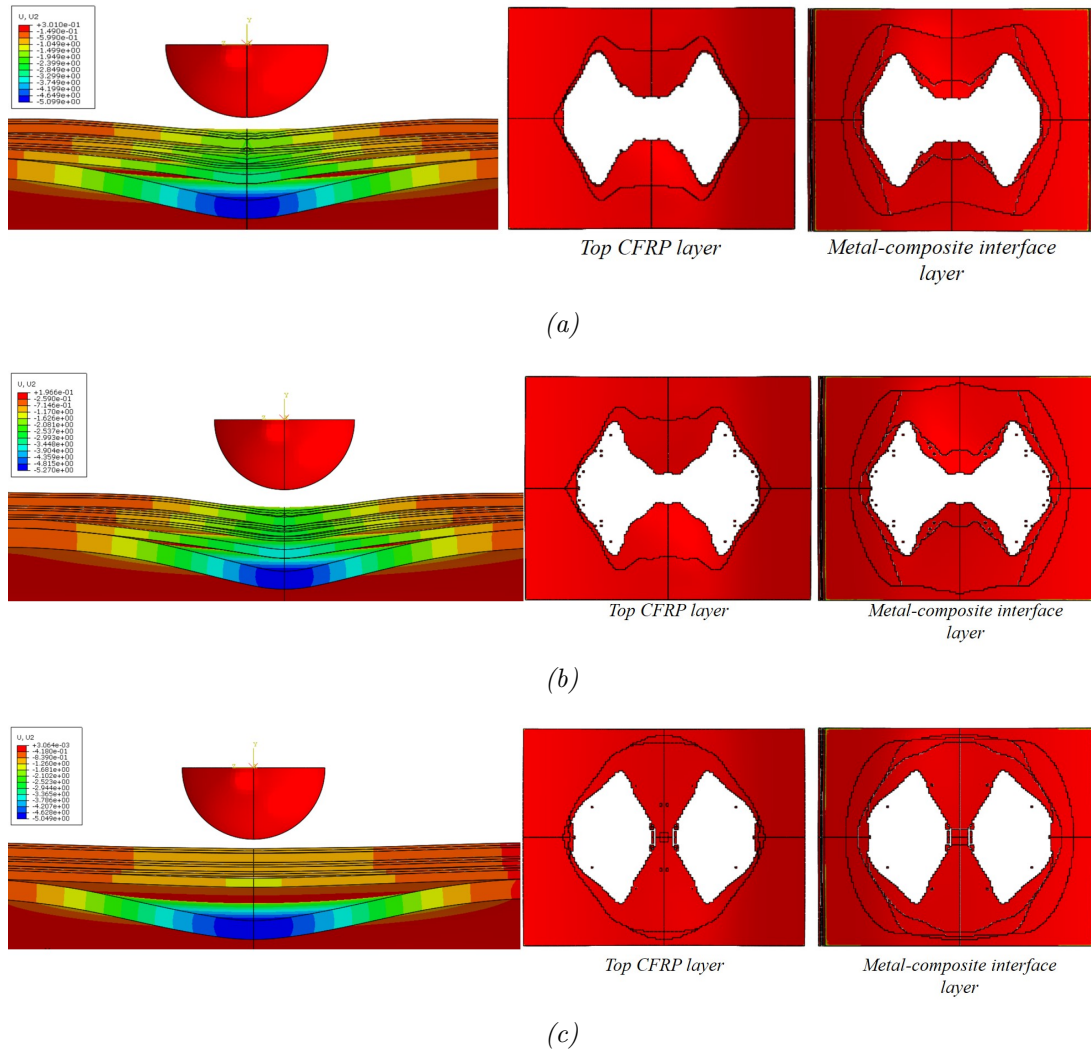 U, U2
+3.010e-01
-1.490e-01
-5.990e-01
-1.049e+00
-1.499e+00
-1.949e+00
-2.399e+00
-2.849e+00
-3.299e+00
-3.749e+00
-4.199e+00
-4.649e+00
-5.099e+00
Y
z
Top CFRP layer
Metal-composite interface
layer
(a)
U, U2
+1.966e-01
-2.590e-01
-7.146e-01
-1.170e+00
-1.626e+00
-2.081e+00
-2.537e+00
-2.993e+00
-3.448e+00
-3.904e+00
-4.359e+00
-4.815e+00
-5.270e+00
Y
z
Top CFRP layer
Metal-composite interface
layer
(b)
U, U2
+3.064e-03
-4.180e-01
-8.390e-01
-1.260e+00
-1.681e+00
-2.102e+00
-2.523e+00
-2.944e+00
-3.365e+00
-3.786e+00
-4.207e+00
-4.628e+00
-5.049e+00
Y
z
Top CFRP layer
Metal-composite interface
layer
(c)